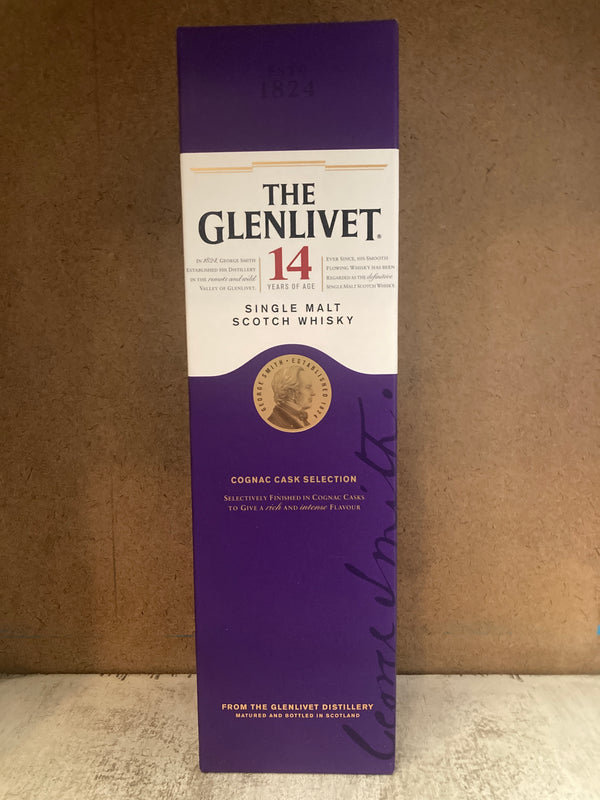 ESTD
1824
THE
GLENLIVET®
In 1824, George Smith
Established his Distillery
in the remote and wild
Valley of Glenlivet.
14
YEARS OF AGE
Ever Since, his Smooth
Flowing Whisky has been
Regarded as the definitive
Single Malt Scotch Whisky.
SINGLE MALT
SCOTCH WHISKY
GEORGE SMITH • ESTABLISHED 1824
COGNAC CASK SELECTION
Selectively Finished in Cognac Casks
to Give a rich and intense Flavour
George Smith.
FROM THE GLENLIVET DISTILLERY
MATURED AND BOTTLED IN SCOTLAND